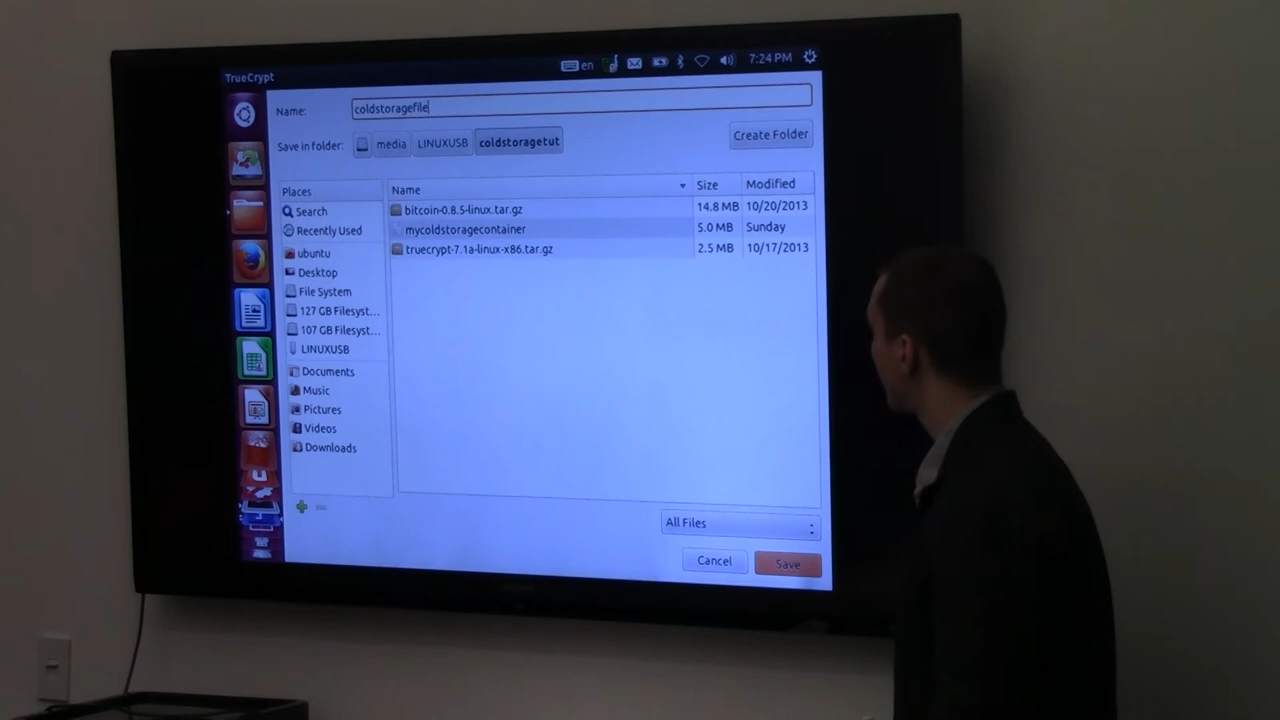 TrueCrypt
en
7:24 PM
Name:
coldstoragefile
Save in folder:
media
LINUXUSB
coldstoragetut
Create Folder
Places
Name
Size
Modified
Search
Recently Used
ubuntu
Desktop
File System
127 GB Filesyst...
107 GB Filesyst...
LINUXUSB
Documents
Music
Pictures
Videos
Downloads
bitcoin-0.8.5-linux.tar.gz
14.8 MB
10/20/2013
mycoldstoragecontainer
5.0 MB
Sunday
truecrypt-7.1a-linux-x86.tar.gz
2.5 MB
10/17/2013
All Files
Cancel
Save